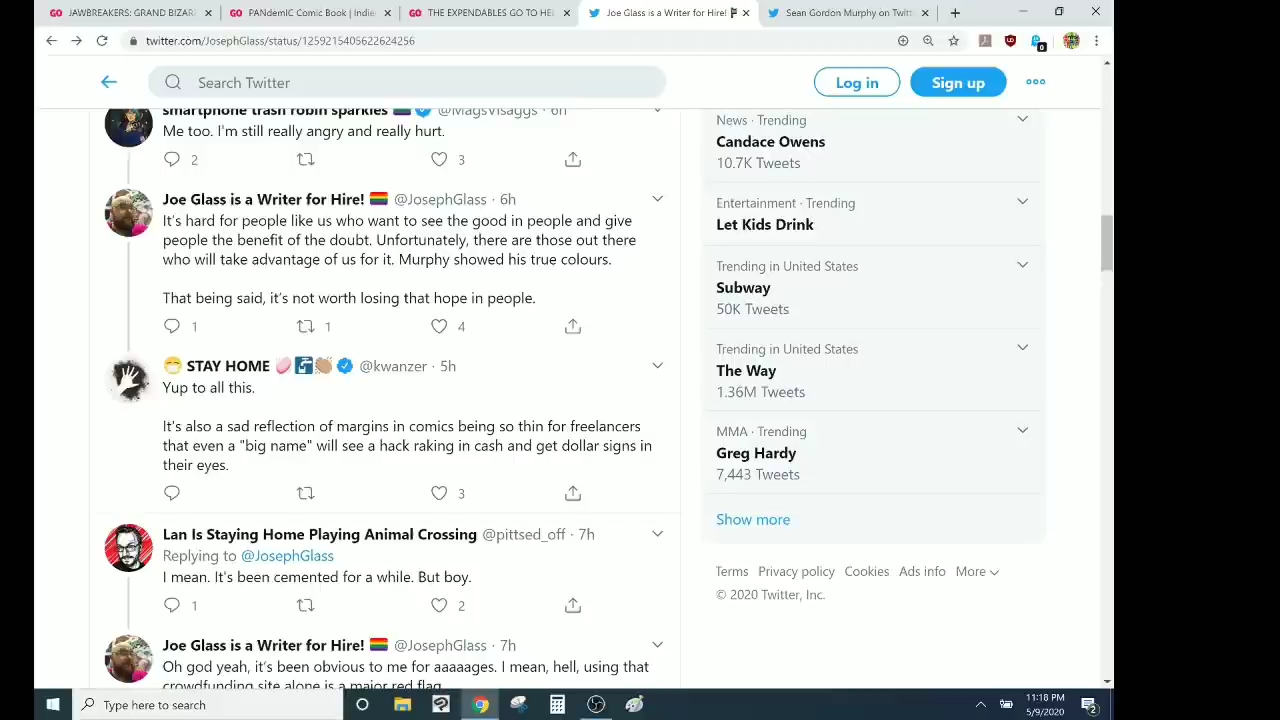 JAWBREAKERS: GRAND BIZAR
PANdemIC Comic Book | Indie
THE EXPENDABLES GO TO HEL
Joe Glass is a Writer for Hire!
Sean Gordon Murphy on Twitt
twitter.com/JosephGlass/status/1259215405622624256
Search Twitter
Log in
Sign up
smartphone trash robin sparkles @MagsVisaggs · 6h
Me too. I'm still really angry and really hurt.
2 3
Joe Glass is a Writer for Hire! @JosephGlass · 6h
It's hard for people like us who want to see the good in people and give
people the benefit of the doubt. Unfortunately, there are those out there
who will take advantage of us for it. Murphy showed his true colours.
That being said, it's not worth losing that hope in people.
1 1 4
STAY HOME @kwanzer · 5h
Yup to all this.
It's also a sad reflection of margins in comics being so thin for freelancers
that even a "big name" will see a hack raking in cash and get dollar signs in
their eyes.
3
Lan Is Staying Home Playing Animal Crossing @pittsed_off · 7h
Replying to @JosephGlass
I mean. It's been cemented for a while. But boy.
1 2
Joe Glass is a Writer for Hire! @JosephGlass · 7h
Oh god yeah, it's been obvious to me for aaaaages. I mean, hell, using that
crowdfunding site alone is a major red flag
News · Trending
Candace Owens
10.7K Tweets
Entertainment · Trending
Let Kids Drink
Trending in United States
Subway
50K Tweets
Trending in United States
The Way
1.36M Tweets
MMA · Trending
Greg Hardy
7,443 Tweets
Show more
Terms Privacy policy Cookies Ads info More
© 2020 Twitter, Inc.
Type here to search
11:18 PM
5/9/2020
2